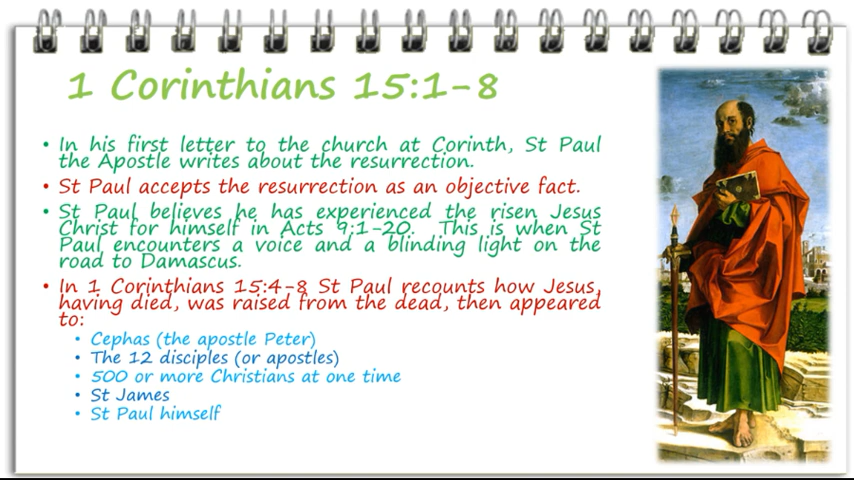 1 Corinthians 15:1-8
• In his first letter to the church at Corinth, St Paul
the Apostle writes about the resurrection.
• St Paul accepts the resurrection as an objective fact.
• St Paul believes he has experienced the risen Jesus
Christ for himself in Acts 9:1-20. This is when St
Paul encounters a voice and a blinding light on the
road to Damascus.
• In 1 Corinthians 15:4-8 St Paul recounts how Jesus,
having died, was raised from the dead, then appeared
to:
• Cephas (the apostle Peter)
• The 12 disciples (or apostles)
• 500 or more Christians at one time
• St James
• St Paul himself